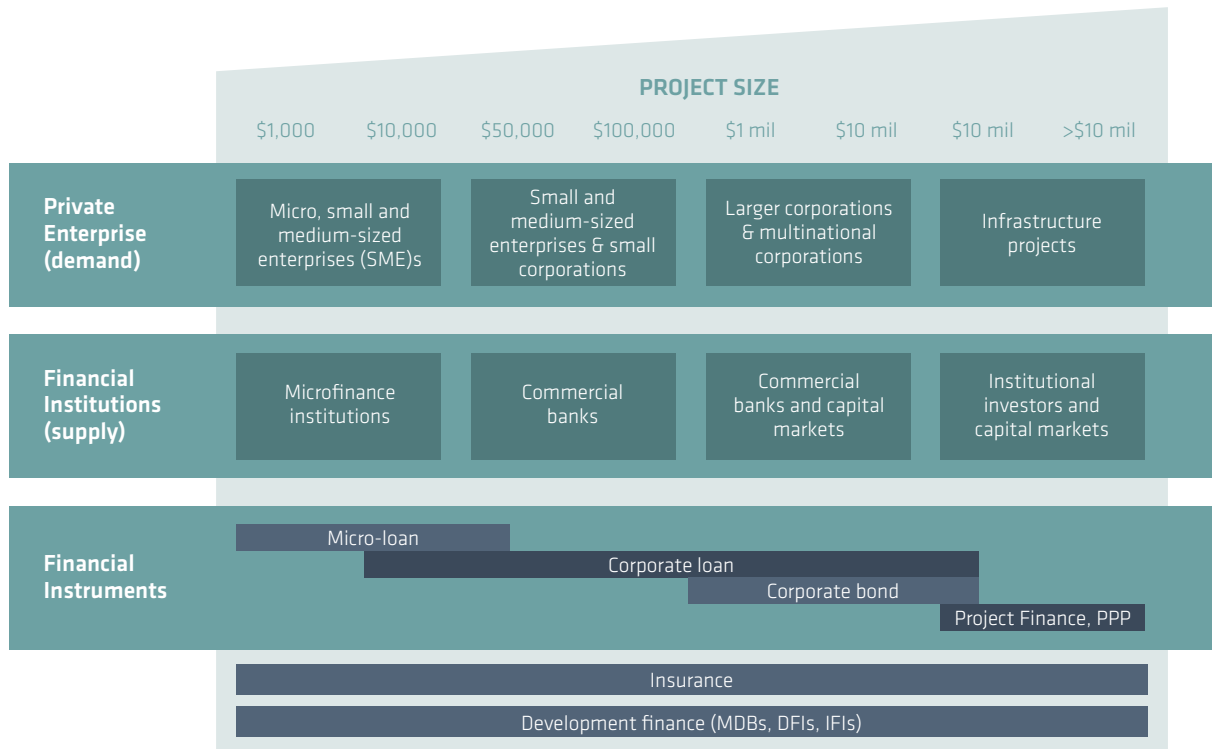 PROJECT SIZE
$1,000 $10,000 $50,000 $100,000 $1 mil $10 mil $10 mil >$10 mil
Private
Enterprise
(demand)
Micro, small and
medium-sized
enterprises (SME)s
Small and
medium-sized
enterprises & small
corporations
Larger corporations
& multinational
corporations
Infrastructure
projects
Financial
Institutions
(supply)
Microfinance
institutions
Commercial
banks
Commercial
banks and capital
markets
Institutional
investors and
capital markets
Financial
Instruments
Micro-loan
Corporate loan
Corporate bond
Project Finance, PPP
Insurance
Development finance (MDBs, DFIs, IFIs)